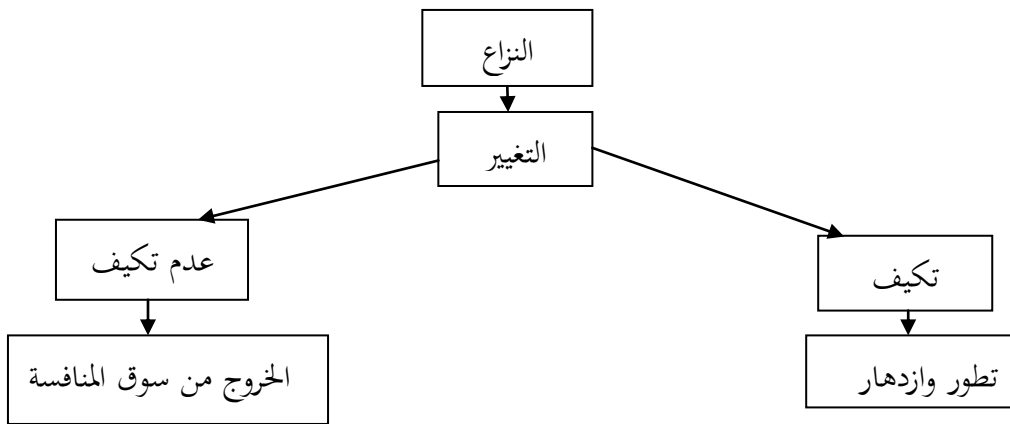 النزاع
التغيير
تكيف
عدم تكيف
تطور وازدهار
الخروج من سوق المنافسة